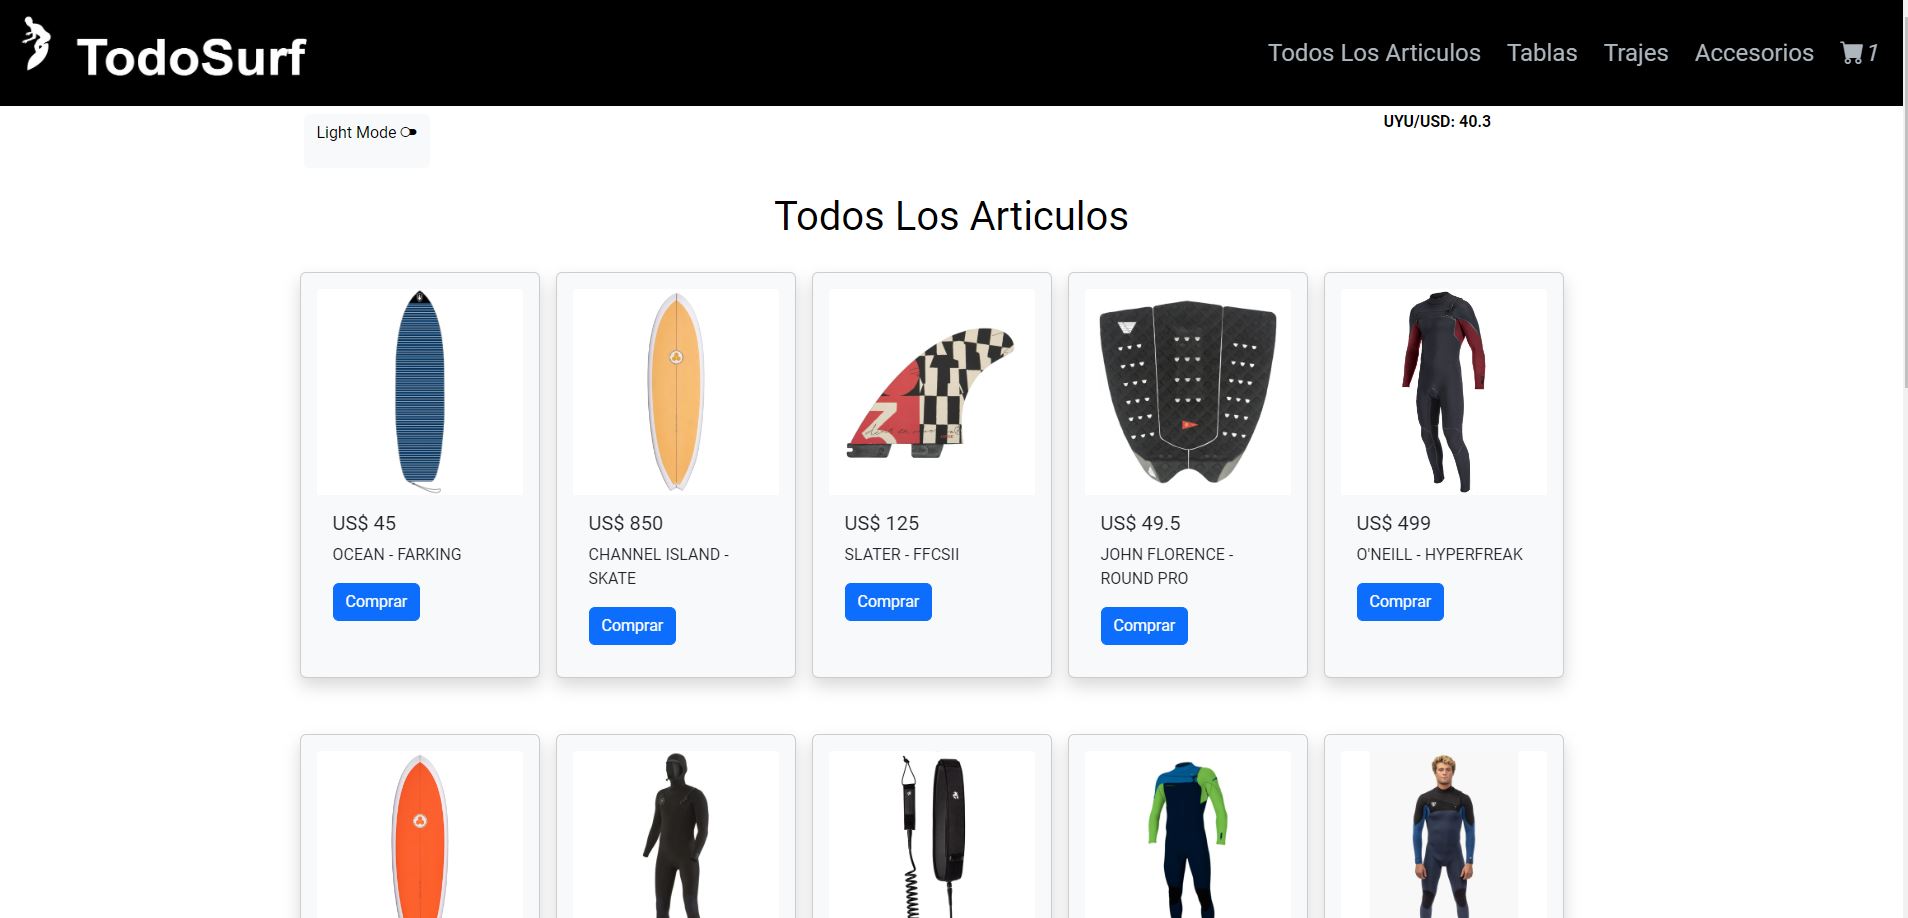 TodoSurf
Todos Los Articulos
Tablas
Trajes
Accesorios
1
Light Mode
UYU/USD: 40.3
Todos Los Articulos
US$ 45
OCEAN - FARKING
Comprar
US$ 850
CHANNEL ISLAND -
SKATE
Comprar
3
US$ 125
SLATER - FFCSII
Comprar
US$ 49.5
JOHN FLORENCE -
ROUND PRO
Comprar
US$ 499
O'NEILL - HYPERFREAK
Comprar